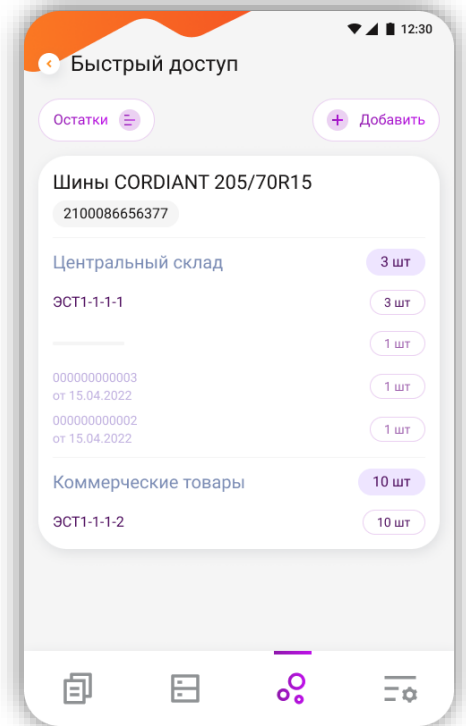 12:30
Быстрый доступ
Остатки
Добавить
Шины CORDIANT 205/70R15
2100086656377
Центральный склад 3 шт
ЭСТ1-1-1-1 3 шт
1 шт
000000000003
от 15.04.2022 1 шт
000000000002
от 15.04.2022 1 шт
Коммерческие товары 10 шт
ЭСТ1-1-1-2 10 шт